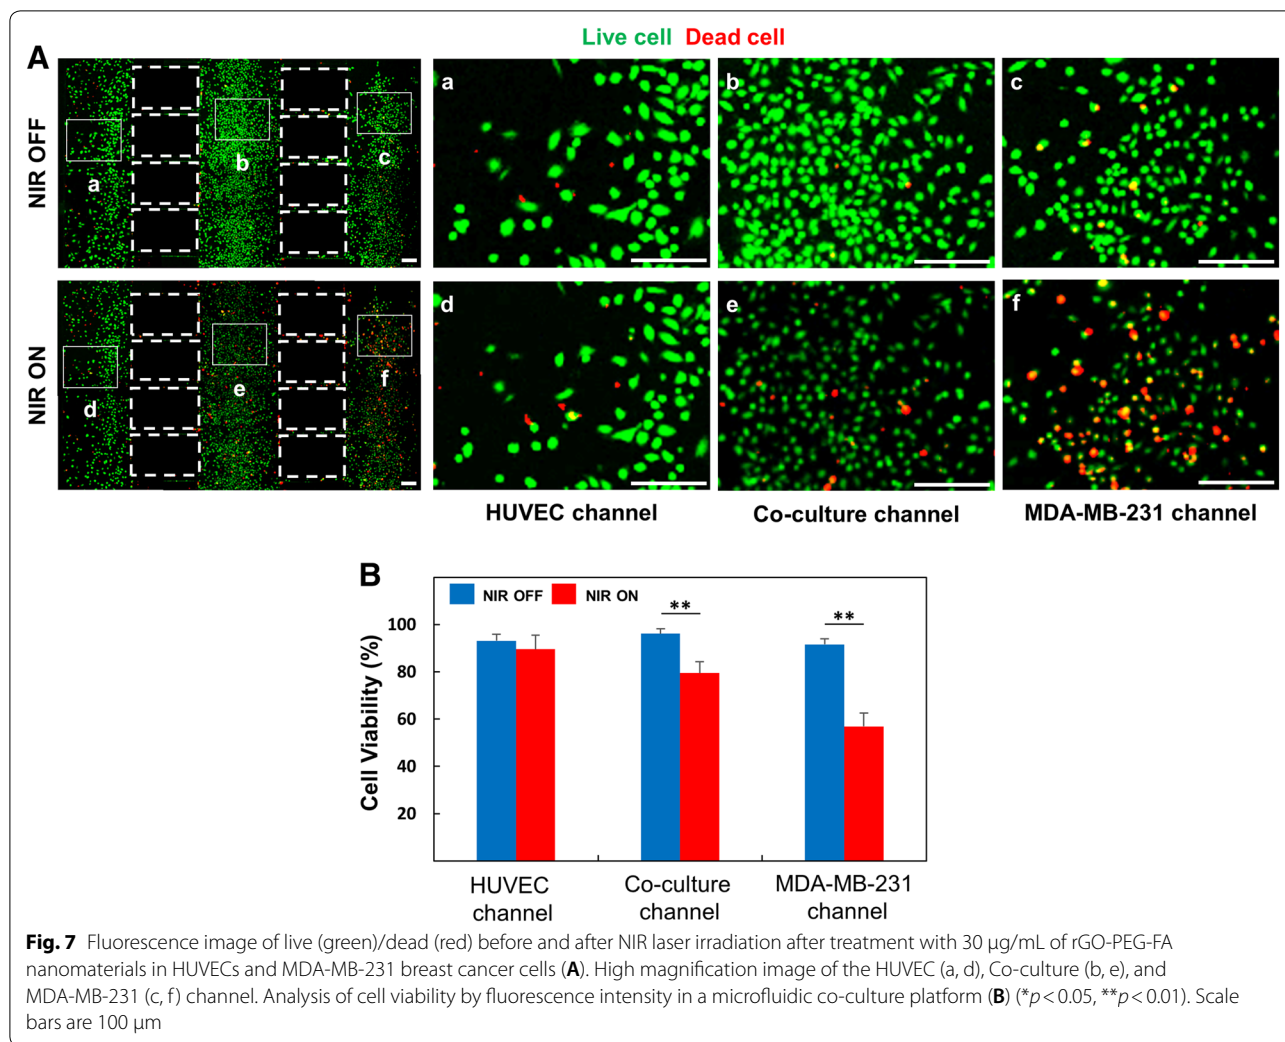 Live cell Dead cell
A
NIR OFF
a
b
c
a
b
c
NIR ON
d
e
f
d
e
f
HUVEC channel
Co-culture channel
MDA-MB-231 channel
B
NIR OFF
NIR ON
**
**
Cell Viability (%)
100
80
60
40
20
HUVEC
channel
Co-culture
channel
MDA-MB-231
channel
Fig. 7 Fluorescence image of live (green)/dead (red) before and after NIR laser irradiation after treatment with 30 μg/mL of rGO-PEG-FA
nanomaterials in HUVECs and MDA-MB-231 breast cancer cells (A). High magnification image of the HUVEC (a, d), Co-culture (b, e), and
MDA-MB-231 (c, f) channel. Analysis of cell viability by fluorescence intensity in a microfluidic co-culture platform (B) (*p < 0.05, **p < 0.01). Scale
bars are 100 μm